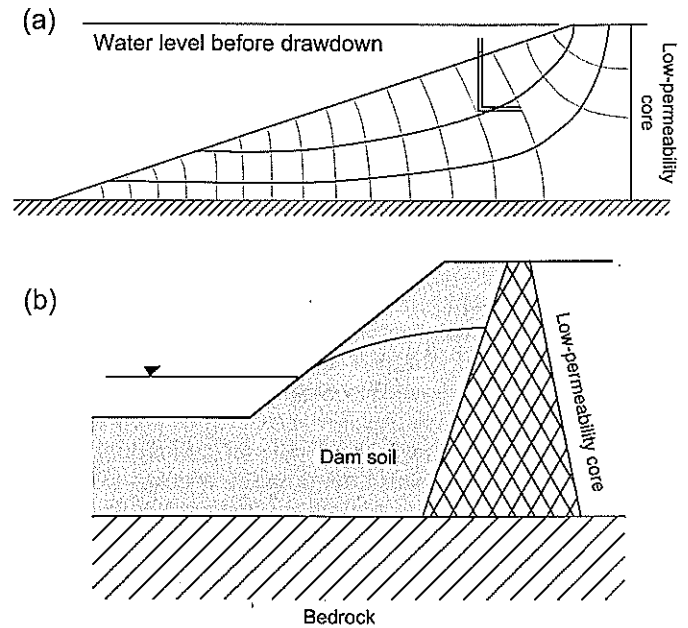 (a)
Water level before drawdown
Low-permeability
core
(b)
Low-permeability core
Dam soil
Bedrock